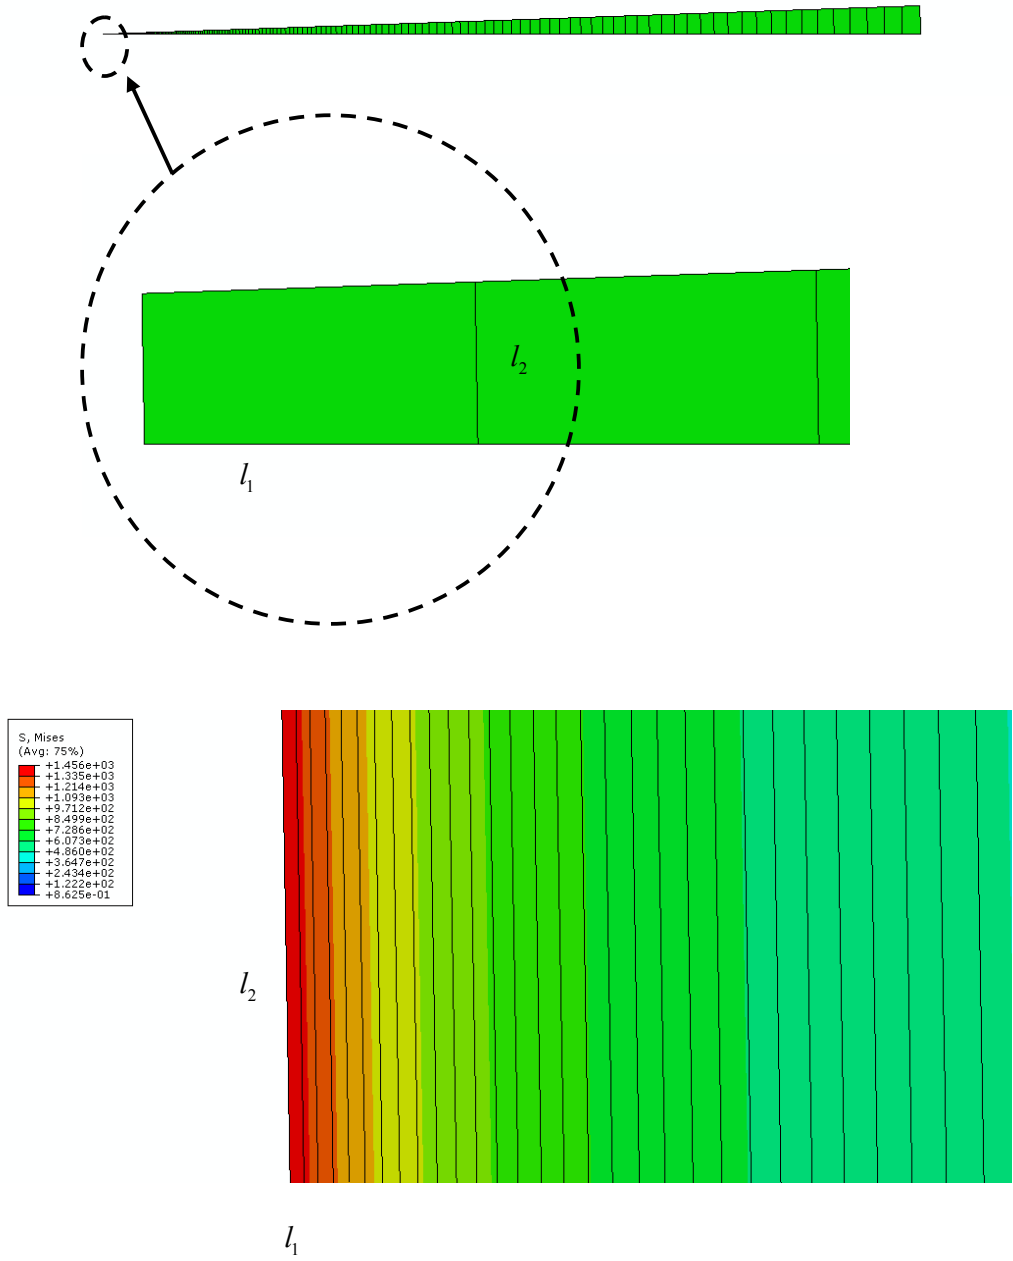 l2
l1
S, Mises
(Avg: 75%)
+1.456e+03
+1.335e+03
+1.214e+03
+1.093e+03
+9.712e+02
+8.499e+02
+7.286e+02
+6.073e+02
+4.860e+02
+3.647e+02
+2.434e+02
+1.222e+02
+8.625e-01
l2
l1